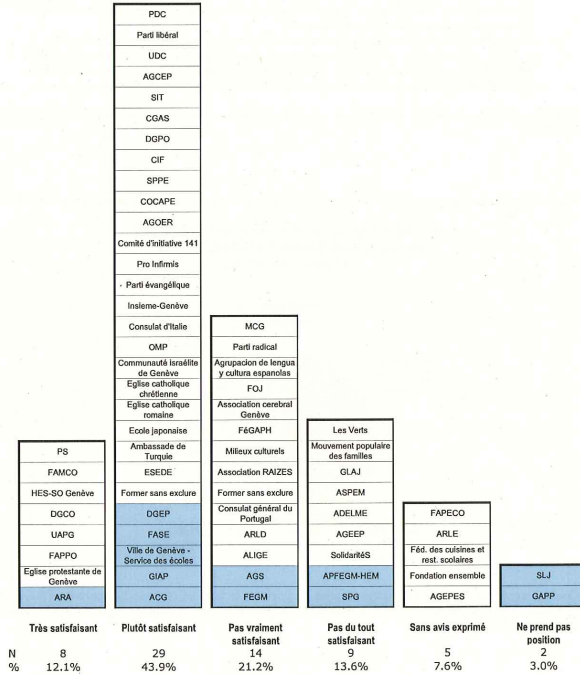 PDC
Parti libéral
UDC
AGCEP
SIT
CGAS
DGPO
CIF
SPPE
COCAPE
AGOER
Comité d'initiative 141
Pro Infirmis
Parti évangélique
Insieme-Genève
Consulat d'Italie
OMP
Communauté israélite
de Genève
Eglise catholique
chrétienne
Eglise catholique
romaine
Ecole japonaise
Ambassade de
Turquie
ESEDE
Former sans exclure
DGEP
FASE
Ville de Genève -
Service des écoles
GIAP
ACG
MCG
Parti radical
Agrupacion de lengua
y cultura espanolas
FOJ
Association cerebral
Genève
FéGAPH
Milieux culturels
Association RAIZES
Former sans exclure
Consulat général du
Portugal
ARLD
ALIGE
AGS
FEGM
PS
FAMCO
HES-SO Genève
DGCO
UAPG
FAPPO
Eglise protestante de
Genève
ARA
Les Verts
Mouvement populaire
des familles
GLAJ
ASPEM
ADELME
AGEEP
SolidaritéS
APFEGM-HEM
SPG
FAPECO
ARLE
Féd. des cuisines et
rest. scolaires
Fondation ensemble
AGEPES
SLJ
GAPP
Très satisfaisant
Plutôt satisfaisant
Pas vraiment
satisfaisant
Pas du tout
satisfaisant
Sans avis exprimé
Ne prend pas
position
N 8 29 14 9 5 2
% 12.1% 43.9% 21.2% 13.6% 7.6% 3.0%